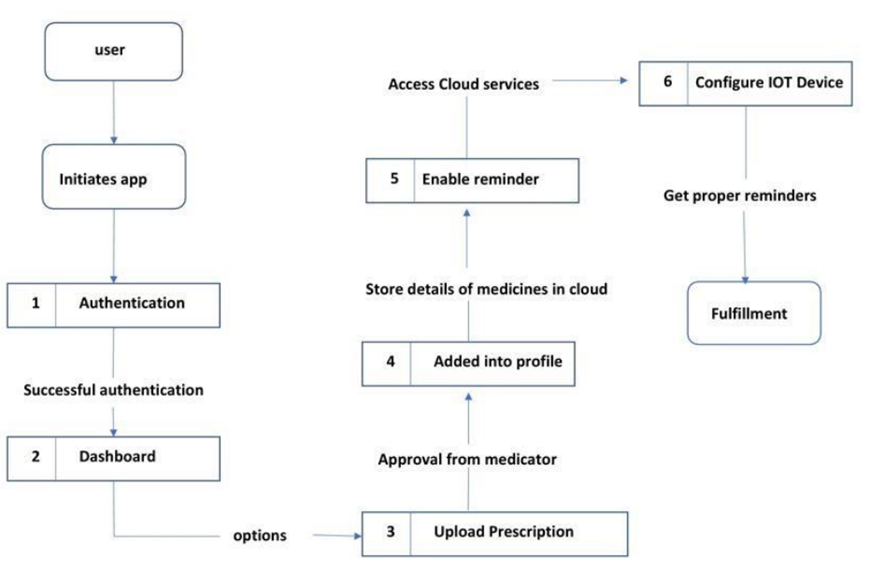 user
Initiates app
1 Authentication
Successful authentication
2 Dashboard
options
3 Upload Prescription
Approval from medicator
4 Added into profile
Store details of medicines in cloud
5 Enable reminder
Access Cloud services
6 Configure IOT Device
Get proper reminders
Fulfillment